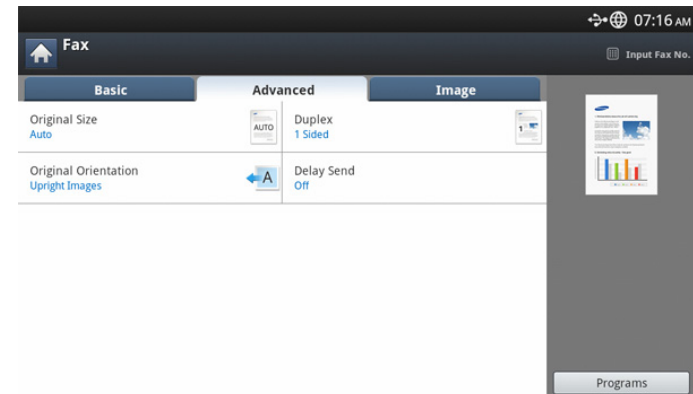 07:16 AM
Fax
Input Fax No.
Basic
Advanced
Image
Original Size
Auto
AUTO
Duplex
1 Sided
1
Original Orientation
Upright Images
A
Delay Send
Off
Programs